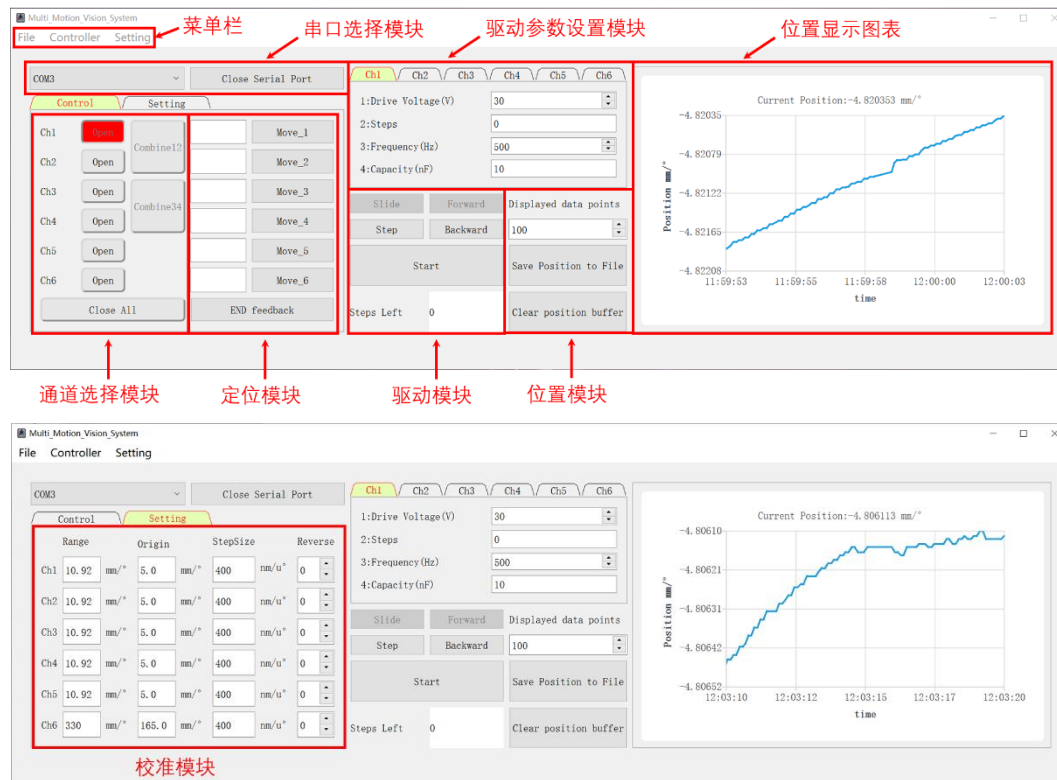 Multi_Motion_Vision_System
File Controller Setting
菜单栏
串口选择模块
驱动参数设置模块
位置显示图表
COM3
Close Serial Port
Control
Setting
Ch1 Open
Ch2 Open
Ch3 Open
Ch4 Open
Ch5 Open
Ch6 Open
Combine12
Combine34
Close All
Move_1
Move_2
Move_3
Move_4
Move_5
Move_6
END feedback
Ch1 Ch2 Ch3 Ch4 Ch5 Ch6
1:Drive Voltage(V) 30
2:Steps 0
3:Frequency(Hz) 500
4:Capacity(nF) 10
Slide Forward
Step Backward
Start
Steps Left 0
Displayed data points
100
Save Position to File
Clear position buffer
Current Position:-4.820353 mm/°
Position mm/°
-4.82035
-4.82079
-4.82122
-4.82165
-4.82208
11:59:53 11:59:55 11:59:58 12:00:00 12:00:03
time
通道选择模块
定位模块
驱动模块
位置模块
Multi_Motion_Vision_System
File Controller Setting
COM3
Close Serial Port
Control
Setting
Range Origin StepSize Reverse
Ch1 10.92 mm/° 5.0 mm/° 400 nm/u° 0
Ch2 10.92 mm/° 5.0 mm/° 400 nm/u° 0
Ch3 10.92 mm/° 5.0 mm/° 400 nm/u° 0
Ch4 10.92 mm/° 5.0 mm/° 400 nm/u° 0
Ch5 10.92 mm/° 5.0 mm/° 400 nm/u° 0
Ch6 330 mm/° 165.0 mm/° 400 nm/u° 0
校准模块
Ch1 Ch2 Ch3 Ch4 Ch5 Ch6
1:Drive Voltage(V) 30
2:Steps 0
3:Frequency(Hz) 500
4:Capacity(nF) 10
Slide Forward
Step Backward
Start
Steps Left 0
Displayed data points
100
Save Position to File
Clear position buffer
Current Position:-4.806113 mm/°
Position mm/°
-4.80610
-4.80621
-4.80631
-4.80642
-4.80652
12:03:10 12:03:12 12:03:15 12:03:17 12:03:20
time